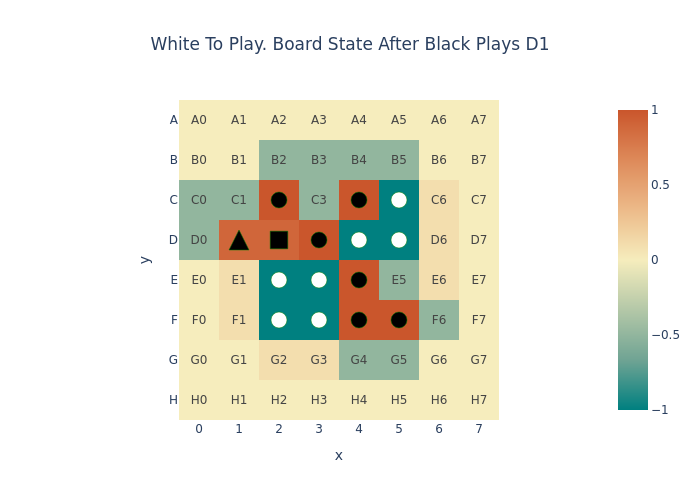 White To Play. Board State After Black Plays D1
A A0 A1 A2 A3 A4 A5 A6 A7
B B0 B1 B2 B3 B4 B5 B6 B7
C C0 C1 C3 C6 C7
D D0 D6 D7
E E0 E1 E5 E6 E7
F F0 F1 F6 F7
G G0 G1 G2 G3 G4 G5 G6 G7
H H0 H1 H2 H3 H4 H5 H6 H7
0 1 2 3 4 5 6 7
x
y
1
0.5
0
−0.5
−1